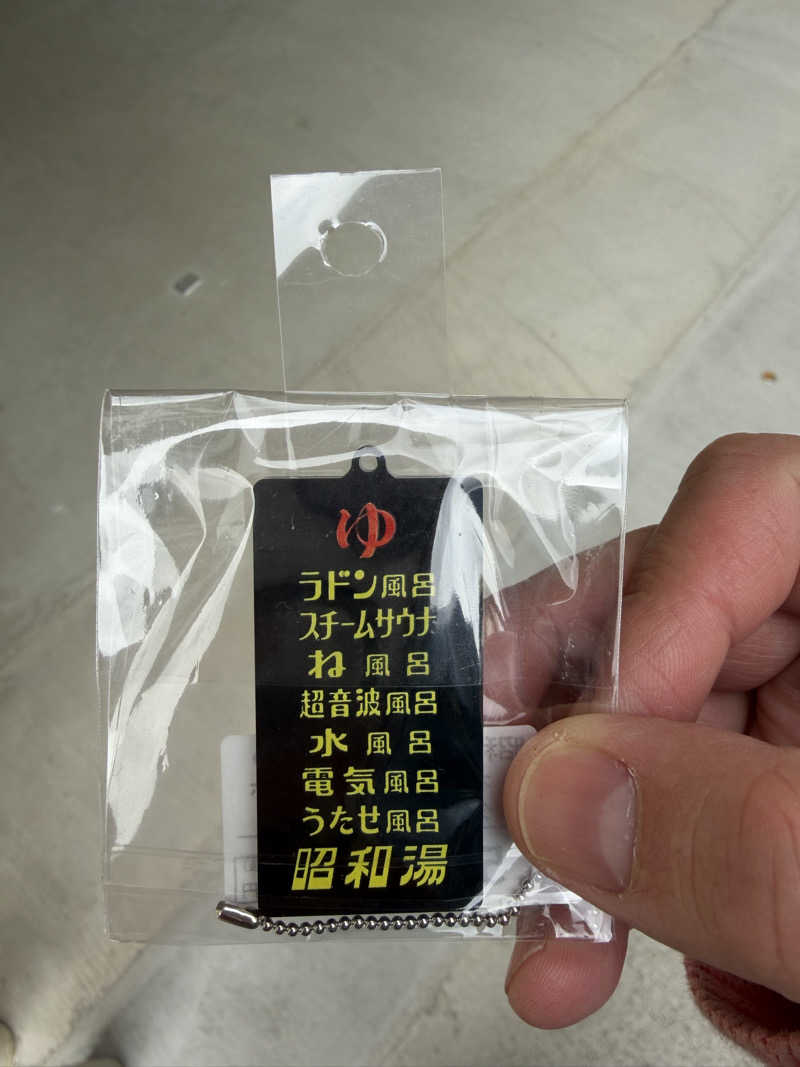 ゆ
ラドン風呂
スチームサウナ
ね風呂
超音波風呂
水風呂
電気風呂
うたせ風呂
昭和湯